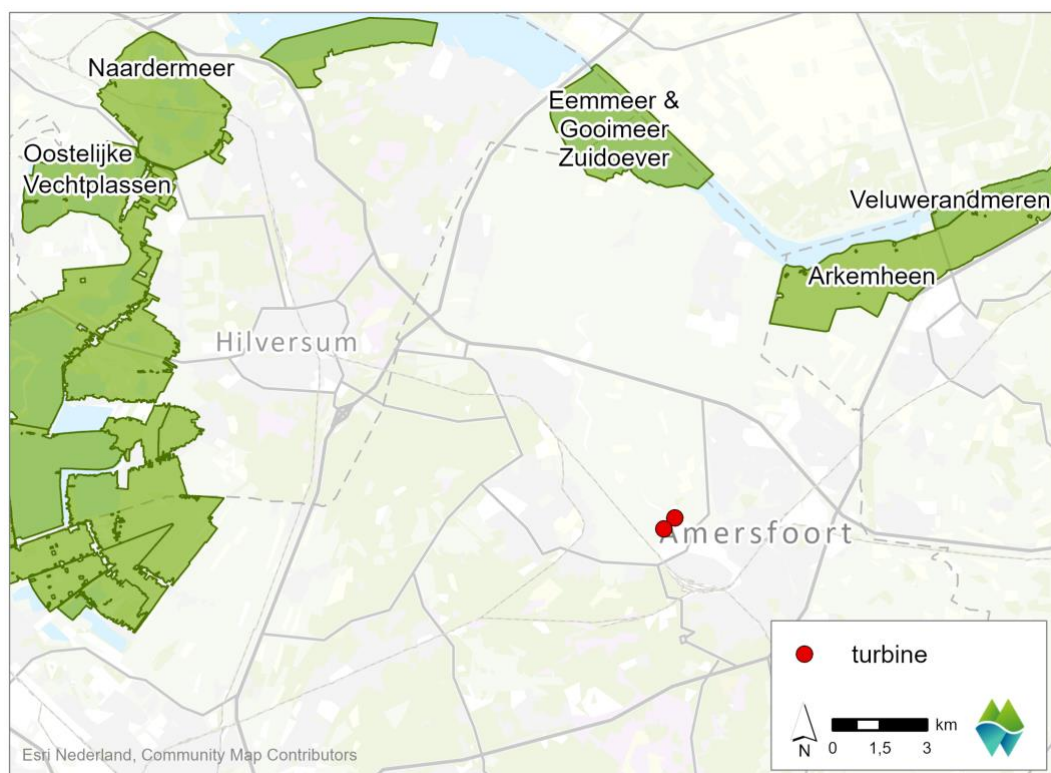 Naardermeer
Oostelijke
Vechtplassen
Eemmeer &
Gooimeer
Zuidoever
Veluwerandmeren
Arkemheen
Hilversum
Amersfoort
turbine
N
km
0 1,5 3
Esri Nederland, Community Map Contributors